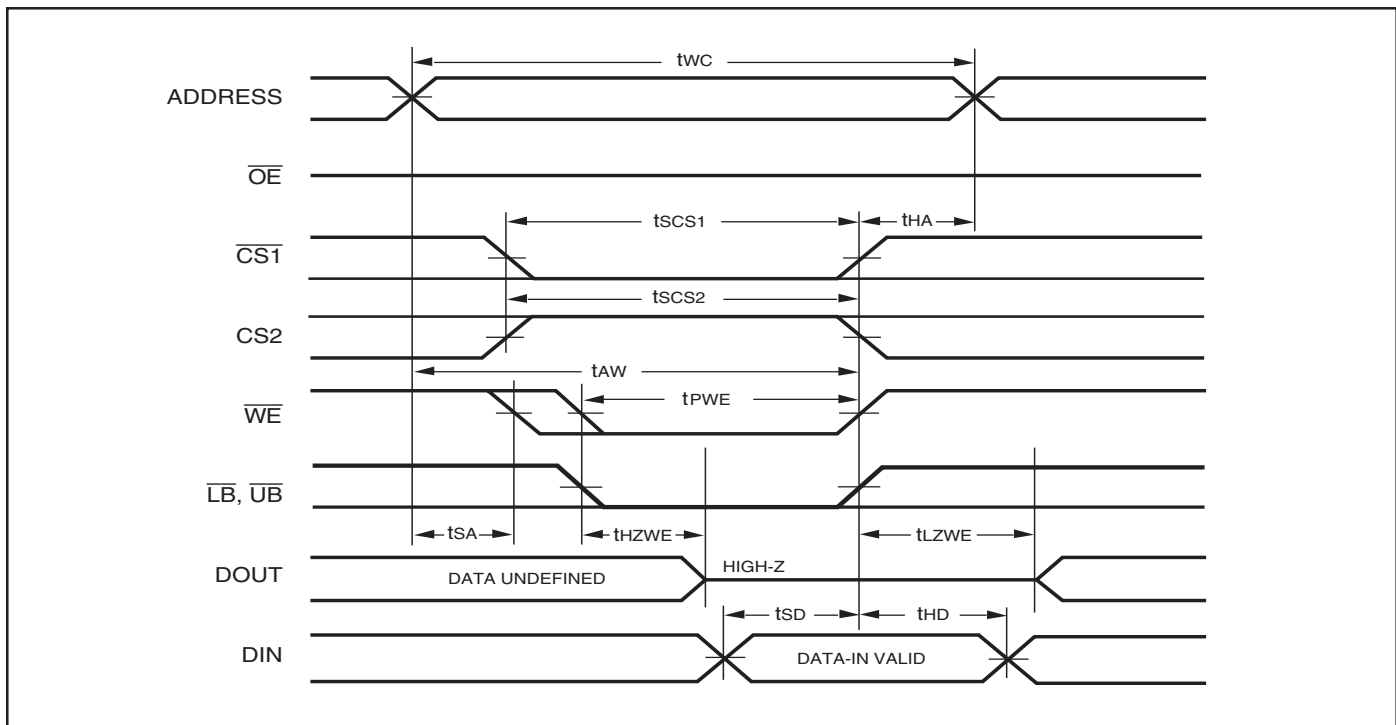 tWC
ADDRESS
OE
tSCS1
tHA
CS1
tSCS2
CS2
tAW
tPWE
WE
LB, UB
tSA
tHZWE
tLZWE
DOUT
DATA UNDEFINED
HIGH-Z
tSD
tHD
DIN
DATA-IN VALID